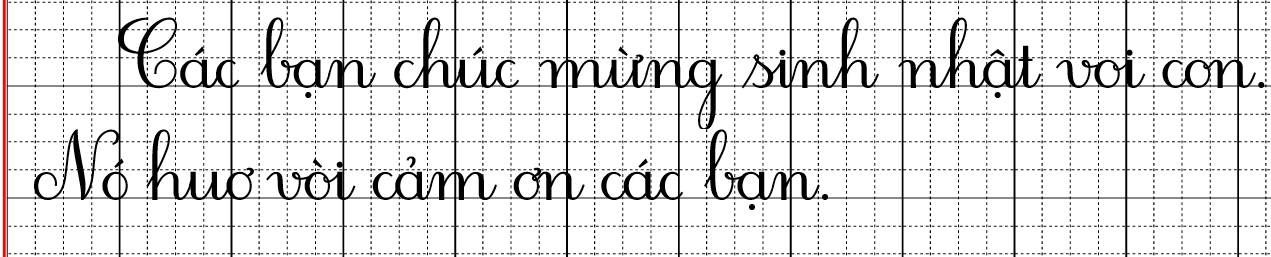 Các bạn chúc mừng sinh nhật voi con.
Nó huơ vòi cảm ơn các bạn.